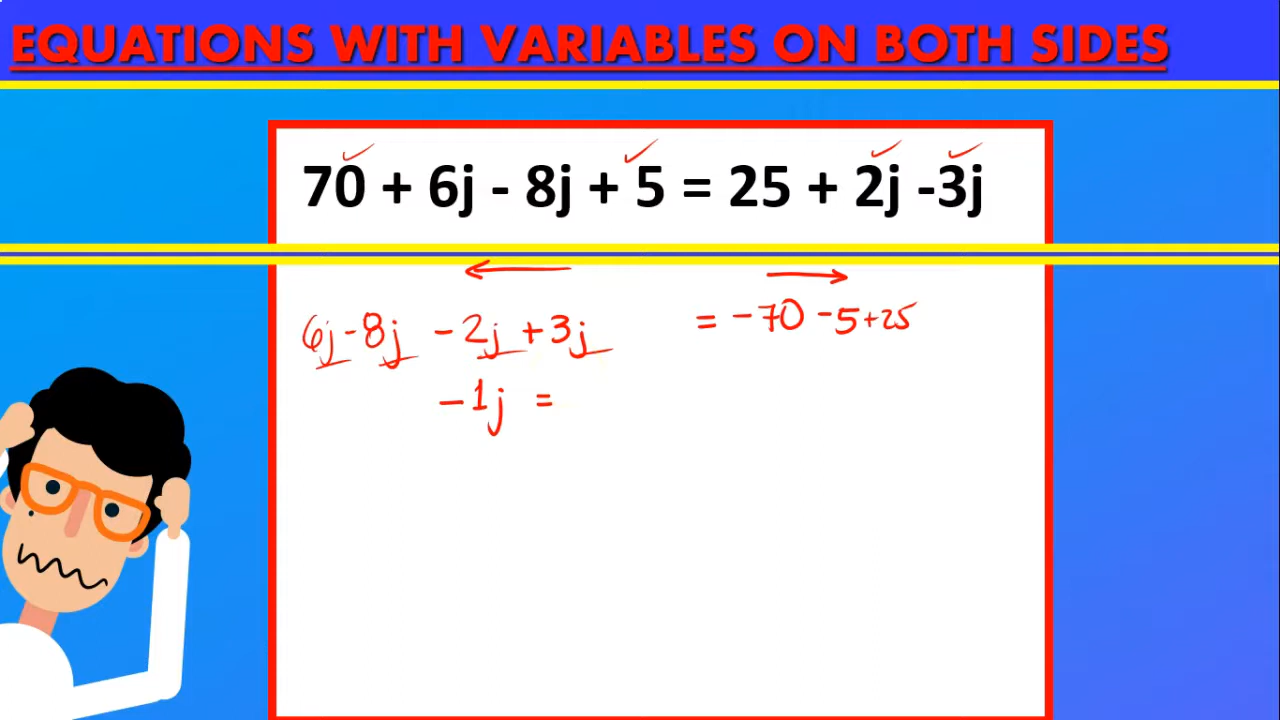 EQUATIONS WITH VARIABLES ON BOTH SIDES
70 + 6j - 8j + 5 = 25 + 2j -3j
6j - 8j - 2j + 3j = - 70 - 5 + 25
- 1j =